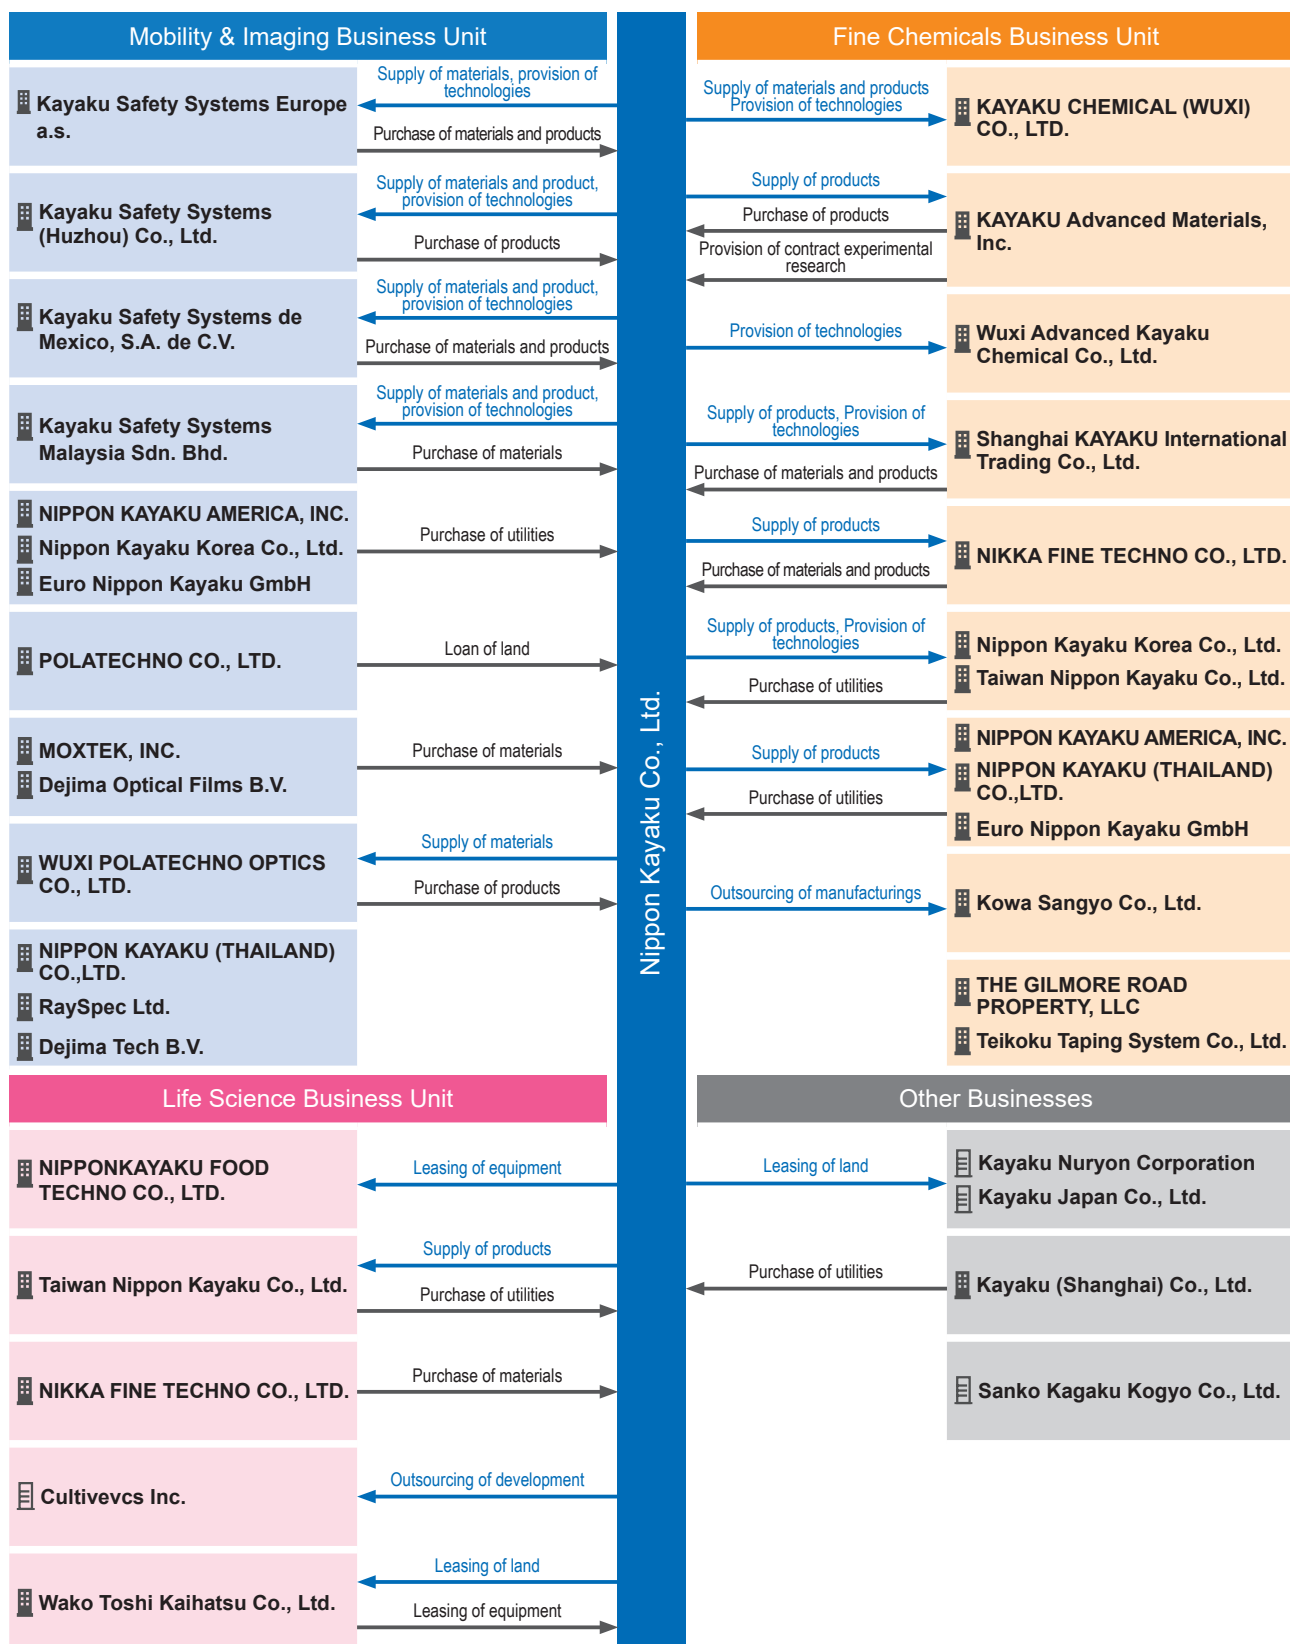 Mobility & Imaging Business Unit
Kayaku Safety Systems Europe
a.s.
Supply of materials, provision of
technologies
Purchase of materials and products
Kayaku Safety Systems
(Huzhou) Co., Ltd.
Supply of materials and product,
provision of technologies
Purchase of products
Kayaku Safety Systems de
Mexico, S.A. de C.V.
Supply of materials and product,
provision of technologies
Purchase of materials and products
Kayaku Safety Systems
Malaysia Sdn. Bhd.
Supply of materials and product,
provision of technologies
Purchase of materials
NIPPON KAYAKU AMERICA, INC.
Nippon Kayaku Korea Co., Ltd.
Euro Nippon Kayaku GmbH
Purchase of utilities
POLATECHNO CO., LTD.
Loan of land
MOXTEK, INC.
Dejima Optical Films B.V.
Purchase of materials
WUXI POLATECHNO OPTICS
CO., LTD.
Supply of materials
Purchase of products
NIPPON KAYAKU (THAILAND)
CO.,LTD.
RaySpec Ltd.
Dejima Tech B.V.
Life Science Business Unit
NIPPONKAYAKU FOOD
TECHNO CO., LTD.
Leasing of equipment
Taiwan Nippon Kayaku Co., Ltd.
Supply of products
Purchase of utilities
NIKKA FINE TECHNO CO., LTD.
Purchase of materials
Cultivevcs Inc.
Outsourcing of development
Wako Toshi Kaihatsu Co., Ltd.
Leasing of land
Leasing of equipment
Nippon Kayaku Co., Ltd.
Fine Chemicals Business Unit
Supply of materials and products
Provision of technologies
KAYAKU CHEMICAL (WUXI)
CO., LTD.
Supply of products
Purchase of products
Provision of contract experimental
research
KAYAKU Advanced Materials,
Inc.
Provision of technologies
Wuxi Advanced Kayaku
Chemical Co., Ltd.
Supply of products, Provision of
technologies
Purchase of materials and products
Shanghai KAYAKU International
Trading Co., Ltd.
Supply of products
Purchase of materials and products
NIKKA FINE TECHNO CO., LTD.
Supply of products, Provision of
technologies
Purchase of utilities
Nippon Kayaku Korea Co., Ltd.
Taiwan Nippon Kayaku Co., Ltd.
Supply of products
Purchase of utilities
NIPPON KAYAKU AMERICA, INC.
NIPPON KAYAKU (THAILAND)
CO.,LTD.
Euro Nippon Kayaku GmbH
Outsourcing of manufacturings
Kowa Sangyo Co., Ltd.
THE GILMORE ROAD
PROPERTY, LLC
Teikoku Taping System Co., Ltd.
Other Businesses
Leasing of land
Kayaku Nuryon Corporation
Kayaku Japan Co., Ltd.
Purchase of utilities
Kayaku (Shanghai) Co., Ltd.
Sanko Kagaku Kogyo Co., Ltd.